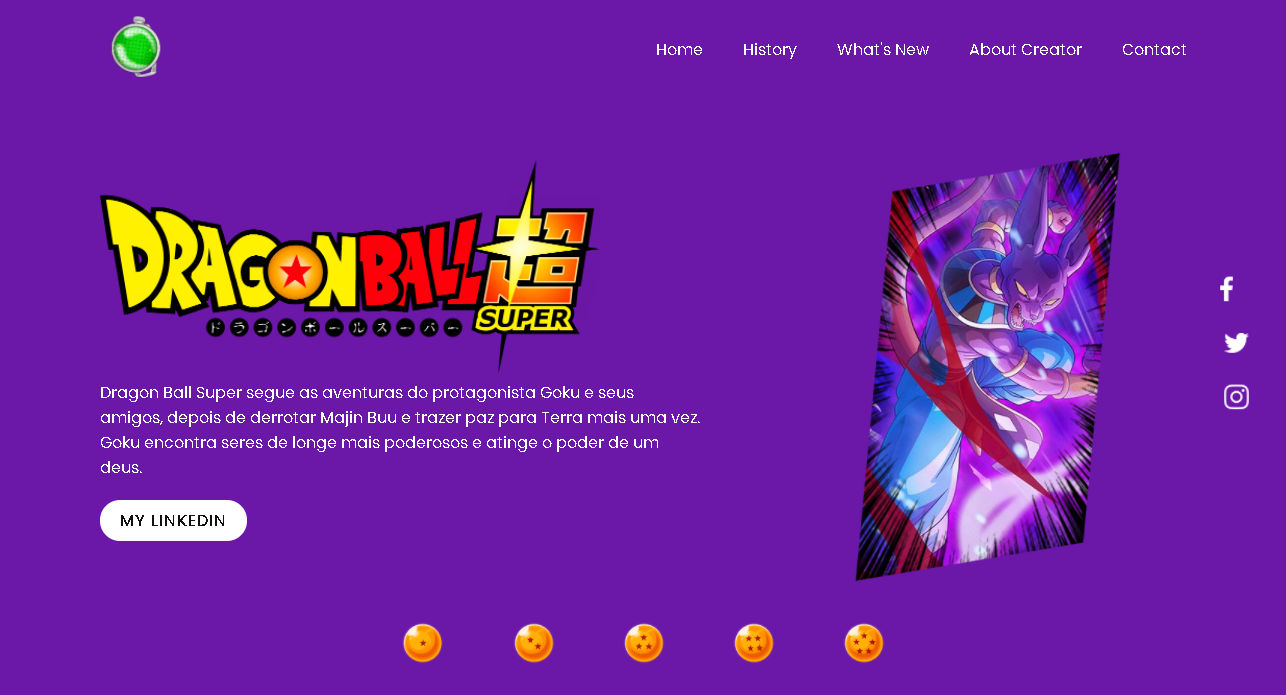 Home History What's New About Creator Contact
DRAGON BALL 超
SUPER
ドラゴンボールスーパー
Dragon Ball Super segue as aventuras do protagonista Goku e seus
amigos, depois de derrotar Majin Buu e trazer paz para Terra mais uma vez.
Goku encontra seres de longe mais poderosos e atinge o poder de um
deus.
MY LINKEDIN